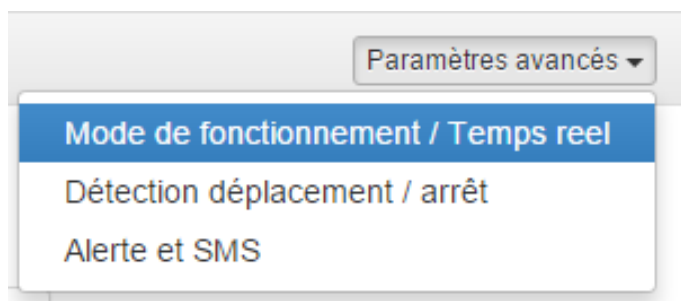 Paramètres avancés
Mode de fonctionnement / Temps reel
Détection déplacement / arrêt
Alerte et SMS